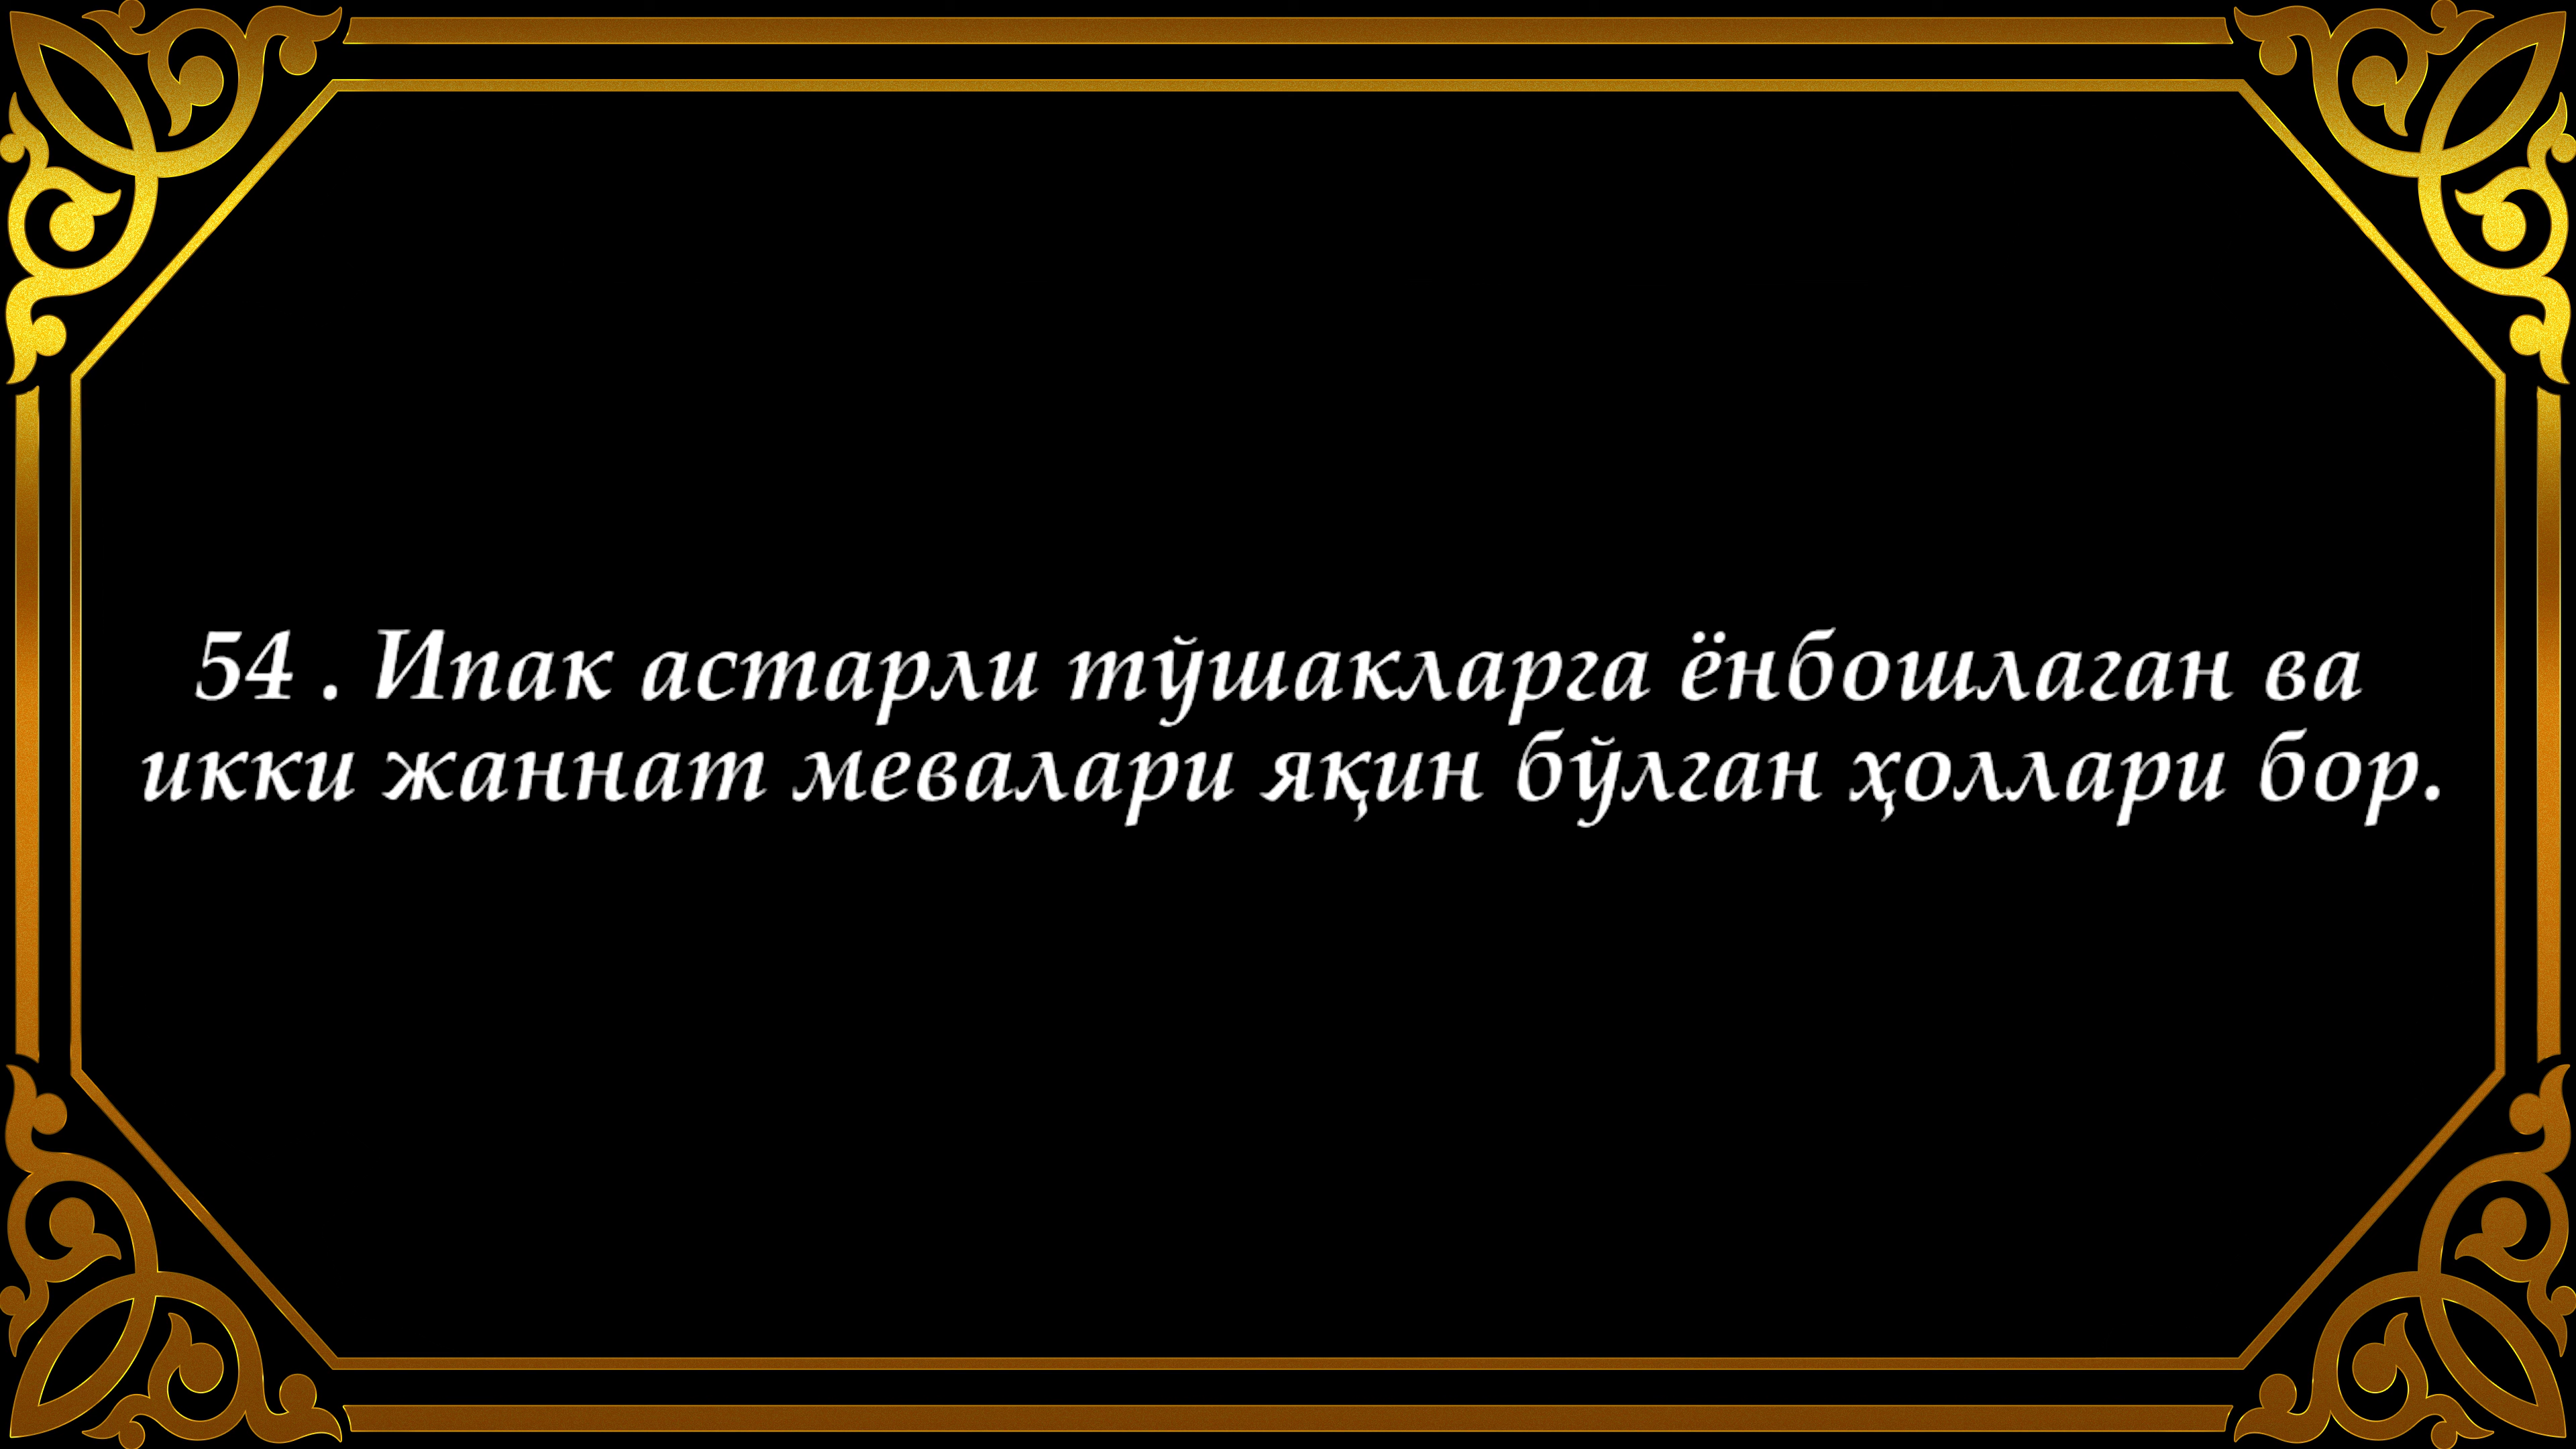 54 . Ипак астарли тўшакларга ёнбошлаган ва
икки жаннат мевалари яқин бўлган ҳоллари бор.